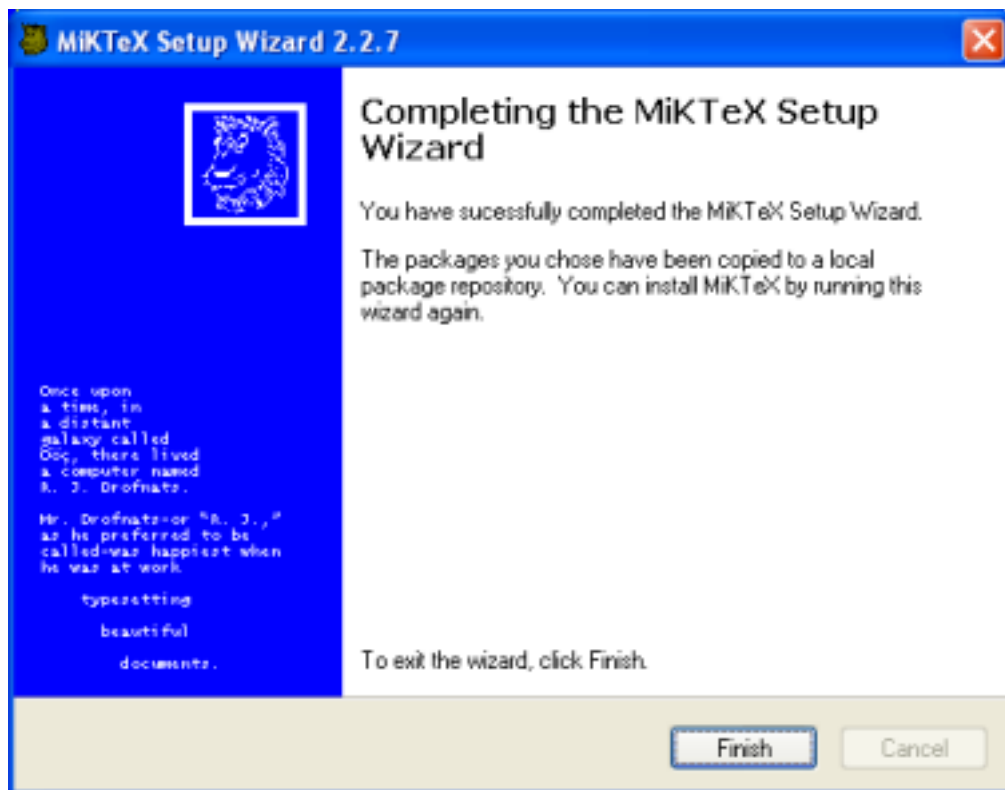 MiKTeX Setup Wizard 2.2.7
Completing the MiKTeX Setup
Wizard
You have sucessfully completed the MiKTeX Setup Wizard.
The packages you chose have been copied to a local
package repository. You can install MiKTeX by running this
wizard again.
Once upon
a time, in
a distant
galaxy called
Ööç, there lived
a computer named
R. J. Drofnats.
Mr. Drofnats-or "R. J.,"
as he preferred to be
called-was happiest when
he was at work
typesetting
beautiful
documents.
To exit the wizard, click Finish.
Finish
Cancel